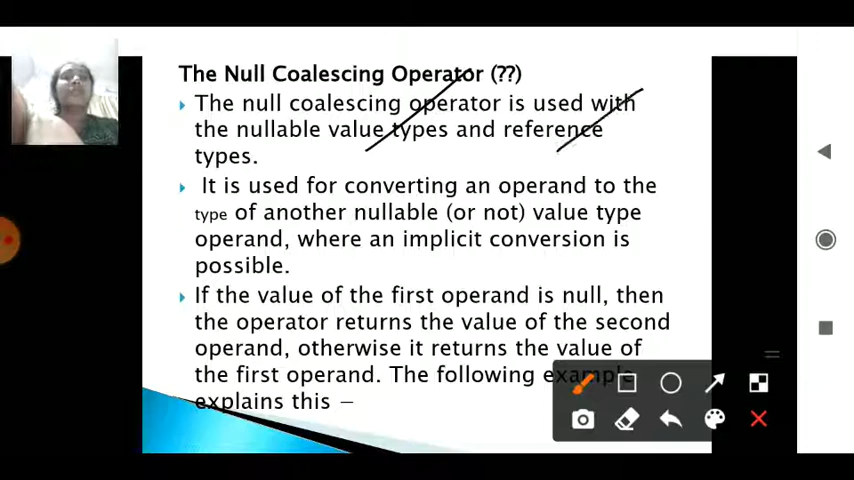 The Null Coalescing Operator (??)
The null coalescing operator is used with
the nullable value types and reference
types.
It is used for converting an operand to the
type of another nullable (or not) value type
operand, where an implicit conversion is
possible.
If the value of the first operand is null, then
the operator returns the value of the second
operand, otherwise it returns the value of
the first operand. The following example
explains this –